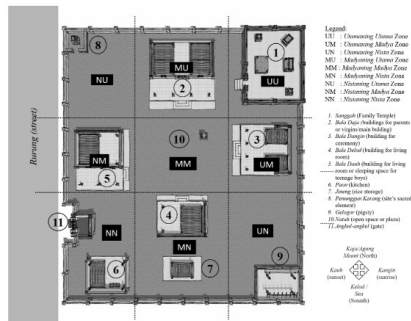 Rurung (street)
8
NU
MU
2
1
UU
NM
5
10
MM
3
UM
11
NN
6
4
MN
7
UN
9
Legend:
UU : Utamaning Utama Zone
UM : Utamaning Madya Zone
UN : Utamaning Nista Zone
MU : Madyaning Utama Zone
MM : Madyaning Madya Zone
MN : Madyaning Nista Zone
NU : Nistaning Utama Zone
NM : Nistaning Madya Zone
NN : Nistaning Nista Zone
1. Sanggah (Family Temple)
2. Bale Daja (buildings for parents
or virgin/main bulding)
3. Bale Dangin (building for
ceremony)
4. Bale Delod (building for living
room)
5. Bale Dauh (building for living
room or sleeping space for
teenage boys)
6. Paon (kitchen)
7. Jineng (rice storage)
8. Penunggun Karang (site's sacred
element)
9. Gelagar (pigsty)
10. Natah (open space or plaza)
11. Angkul-angkul (gate)
Kaja/Agung
Mount (North)
Kauh
(sunset)
Kangin
(sunrise)
Kelod /
Sea
(South)